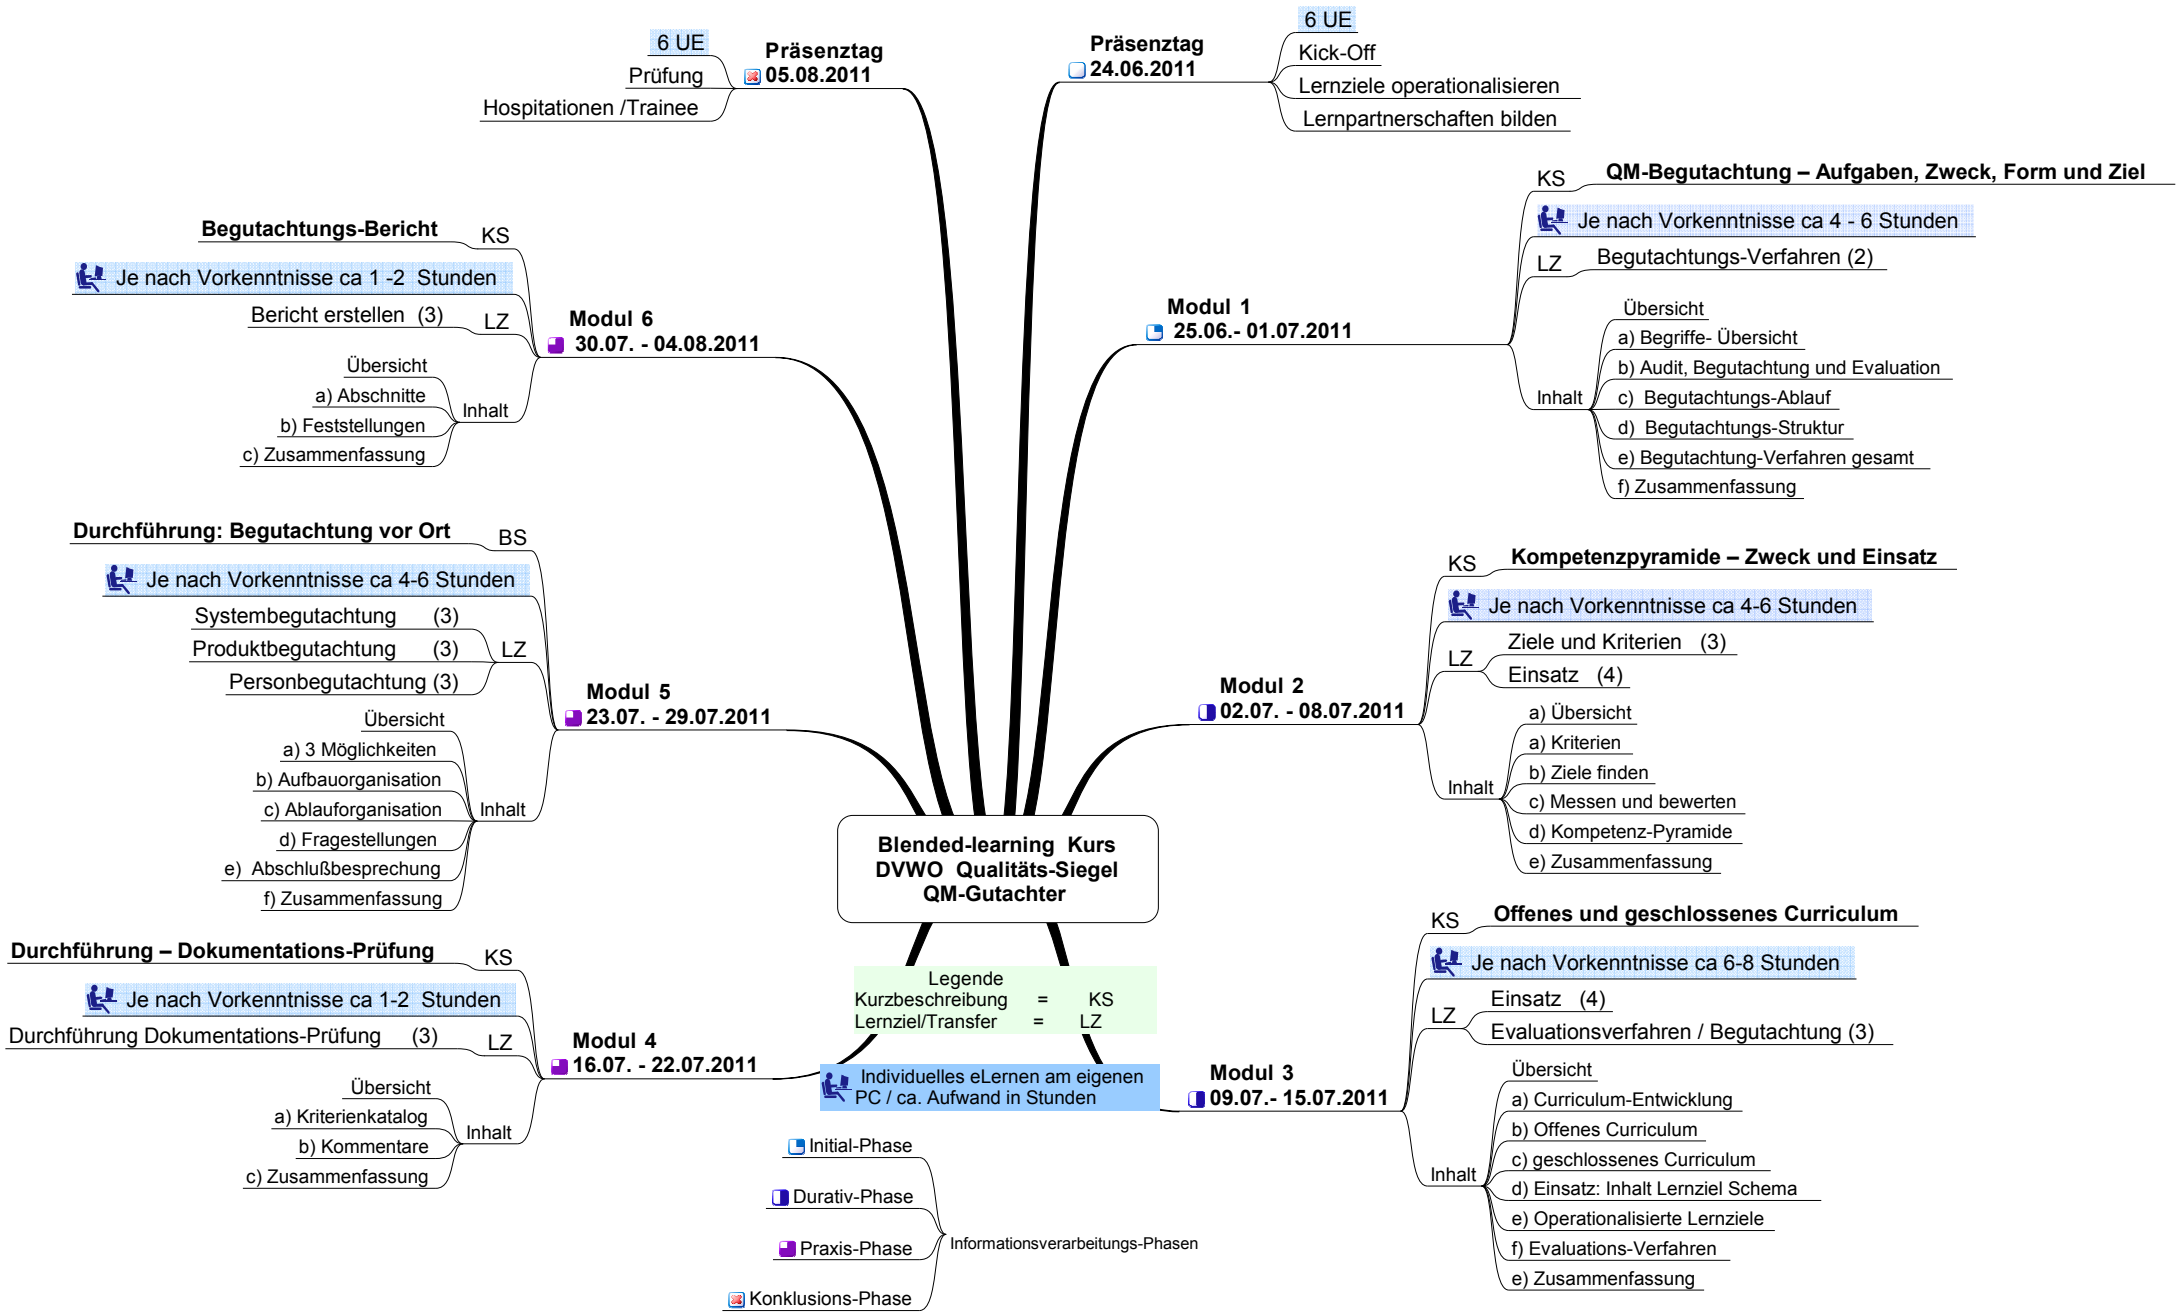 Blended-learning Kurs
DVWO Qualitäts-Siegel
QM-Gutachter
Präsenztag
24.06.2011
6 UE
Kick-Off
Lernziele operationalisieren
Lernpartnerschaften bilden
Modul 1
25.06.- 01.07.2011
KS
QM-Begutachtung – Aufgaben, Zweck, Form und Ziel
Je nach Vorkenntnisse ca 4 - 6 Stunden
LZ
Begutachtungs-Verfahren (2)
Inhalt
Übersicht
a) Begriffe- Übersicht
b) Audit, Begutachtung und Evaluation
c) Begutachtungs-Ablauf
d) Begutachtungs-Struktur
e) Begutachtung-Verfahren gesamt
f) Zusammenfassung
Modul 2
02.07. - 08.07.2011
KS
Kompetenzpyramide – Zweck und Einsatz
Je nach Vorkenntnisse ca 4-6 Stunden
LZ
Ziele und Kriterien (3)
Einsatz (4)
Inhalt
a) Übersicht
a) Kriterien
b) Ziele finden
c) Messen und bewerten
d) Kompetenz-Pyramide
e) Zusammenfassung
Modul 3
09.07.- 15.07.2011
KS
Offenes und geschlossenes Curriculum
Je nach Vorkenntnisse ca 6-8 Stunden
LZ
Einsatz (4)
Evaluationsverfahren / Begutachtung (3)
Inhalt
Übersicht
a) Curriculum-Entwicklung
b) Offenes Curriculum
c) geschlossenes Curriculum
d) Einsatz: Inhalt Lernziel Schema
e) Operationalisierte Lernziele
f) Evaluations-Verfahren
e) Zusammenfassung
Modul 4
16.07. - 22.07.2011
KS
Durchführung – Dokumentations-Prüfung
Je nach Vorkenntnisse ca 1-2 Stunden
LZ
Durchführung Dokumentations-Prüfung (3)
Inhalt
Übersicht
a) Kriterienkatalog
b) Kommentare
c) Zusammenfassung
Modul 5
23.07. - 29.07.2011
BS
Durchführung: Begutachtung vor Ort
Je nach Vorkenntnisse ca 4-6 Stunden
LZ
Systembegutachtung (3)
Produktbegutachtung (3)
Personbegutachtung (3)
Inhalt
Übersicht
a) 3 Möglichkeiten
b) Aufbauorganisation
c) Ablauforganisation
d) Fragestellungen
e) Abschlußbesprechung
f) Zusammenfassung
Modul 6
30.07. - 04.08.2011
KS
Begutachtungs-Bericht
Je nach Vorkenntnisse ca 1 -2 Stunden
LZ
Bericht erstellen (3)
Inhalt
Übersicht
a) Abschnitte
b) Feststellungen
c) Zusammenfassung
Präsenztag
05.08.2011
6 UE
Prüfung
Hospitationen /Trainee
Legende
Kurzbeschreibung = KS
Lernziel/Transfer = LZ
Individuelles eLernen am eigenen
PC / ca. Aufwand in Stunden
Informationsverarbeitungs-Phasen
Initial-Phase
Durativ-Phase
Praxis-Phase
Konklusions-Phase